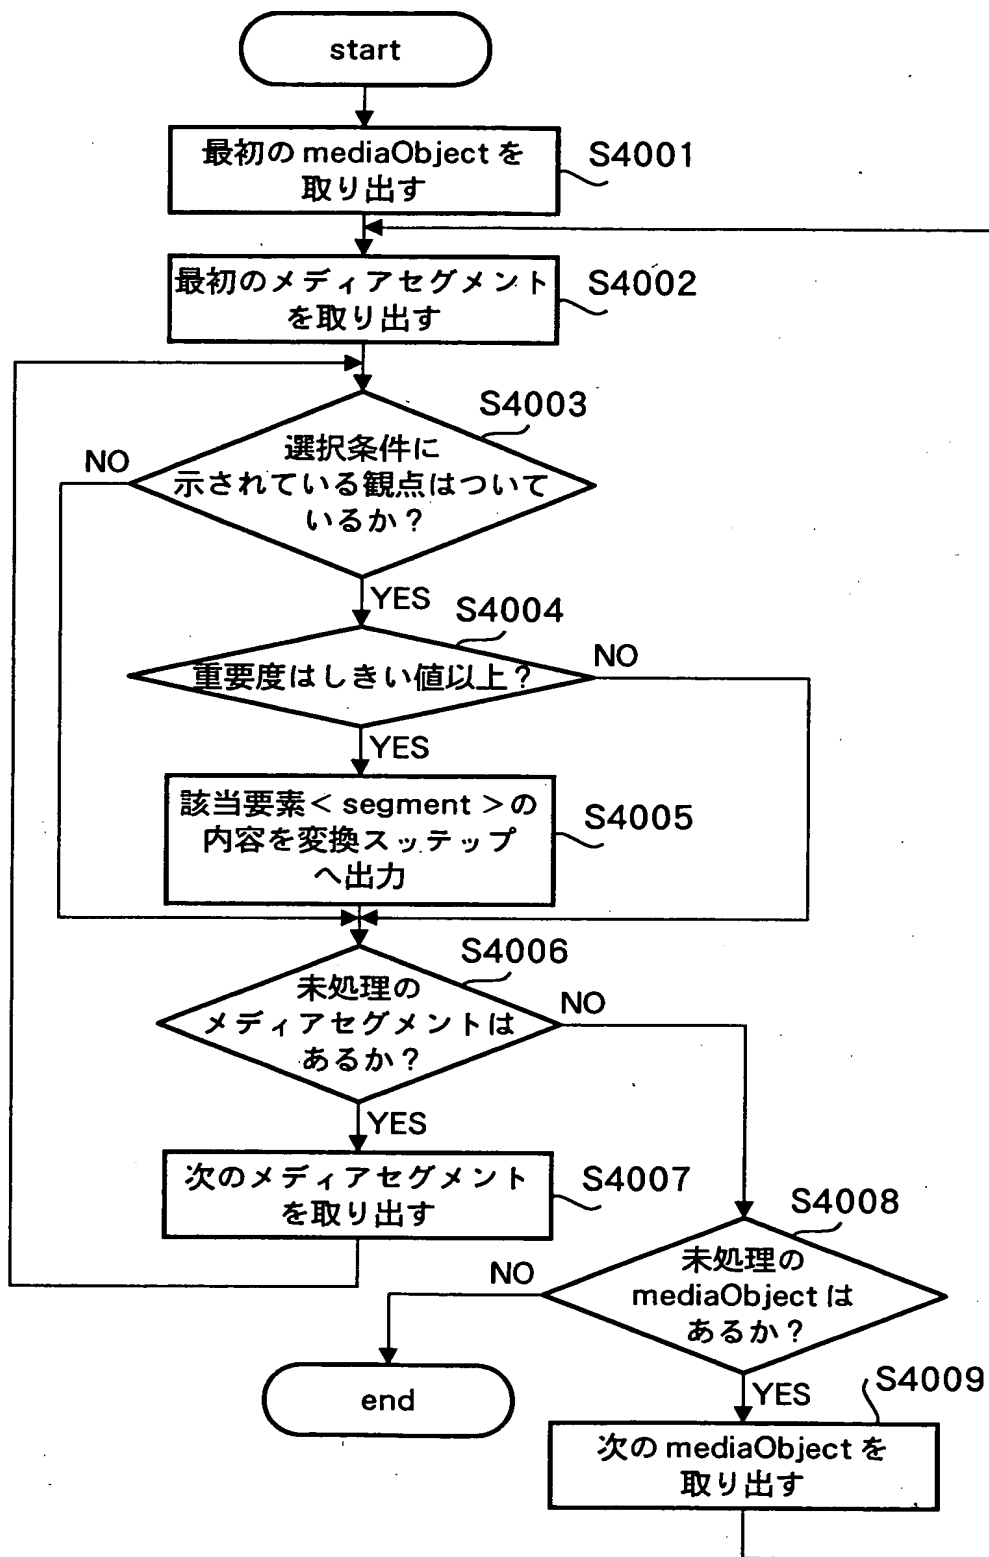 start
最初の mediaObject を
取り出す
S4001
最初のメディアセグメント
を取り出す
S4002
S4003
選択条件に
示されている観点はついて
いるか？
NO
YES
S4004
重要度はしきい値以上？
NO
YES
該当要素＜segment＞の
内容を変換スッテップ
へ出力
S4005
S4006
未処理の
メディアセグメントは
あるか？
NO
YES
次のメディアセグメント
を取り出す
S4007
S4008
未処理の
mediaObject は
あるか？
NO
YES
end
S4009
次の mediaObject を
取り出す